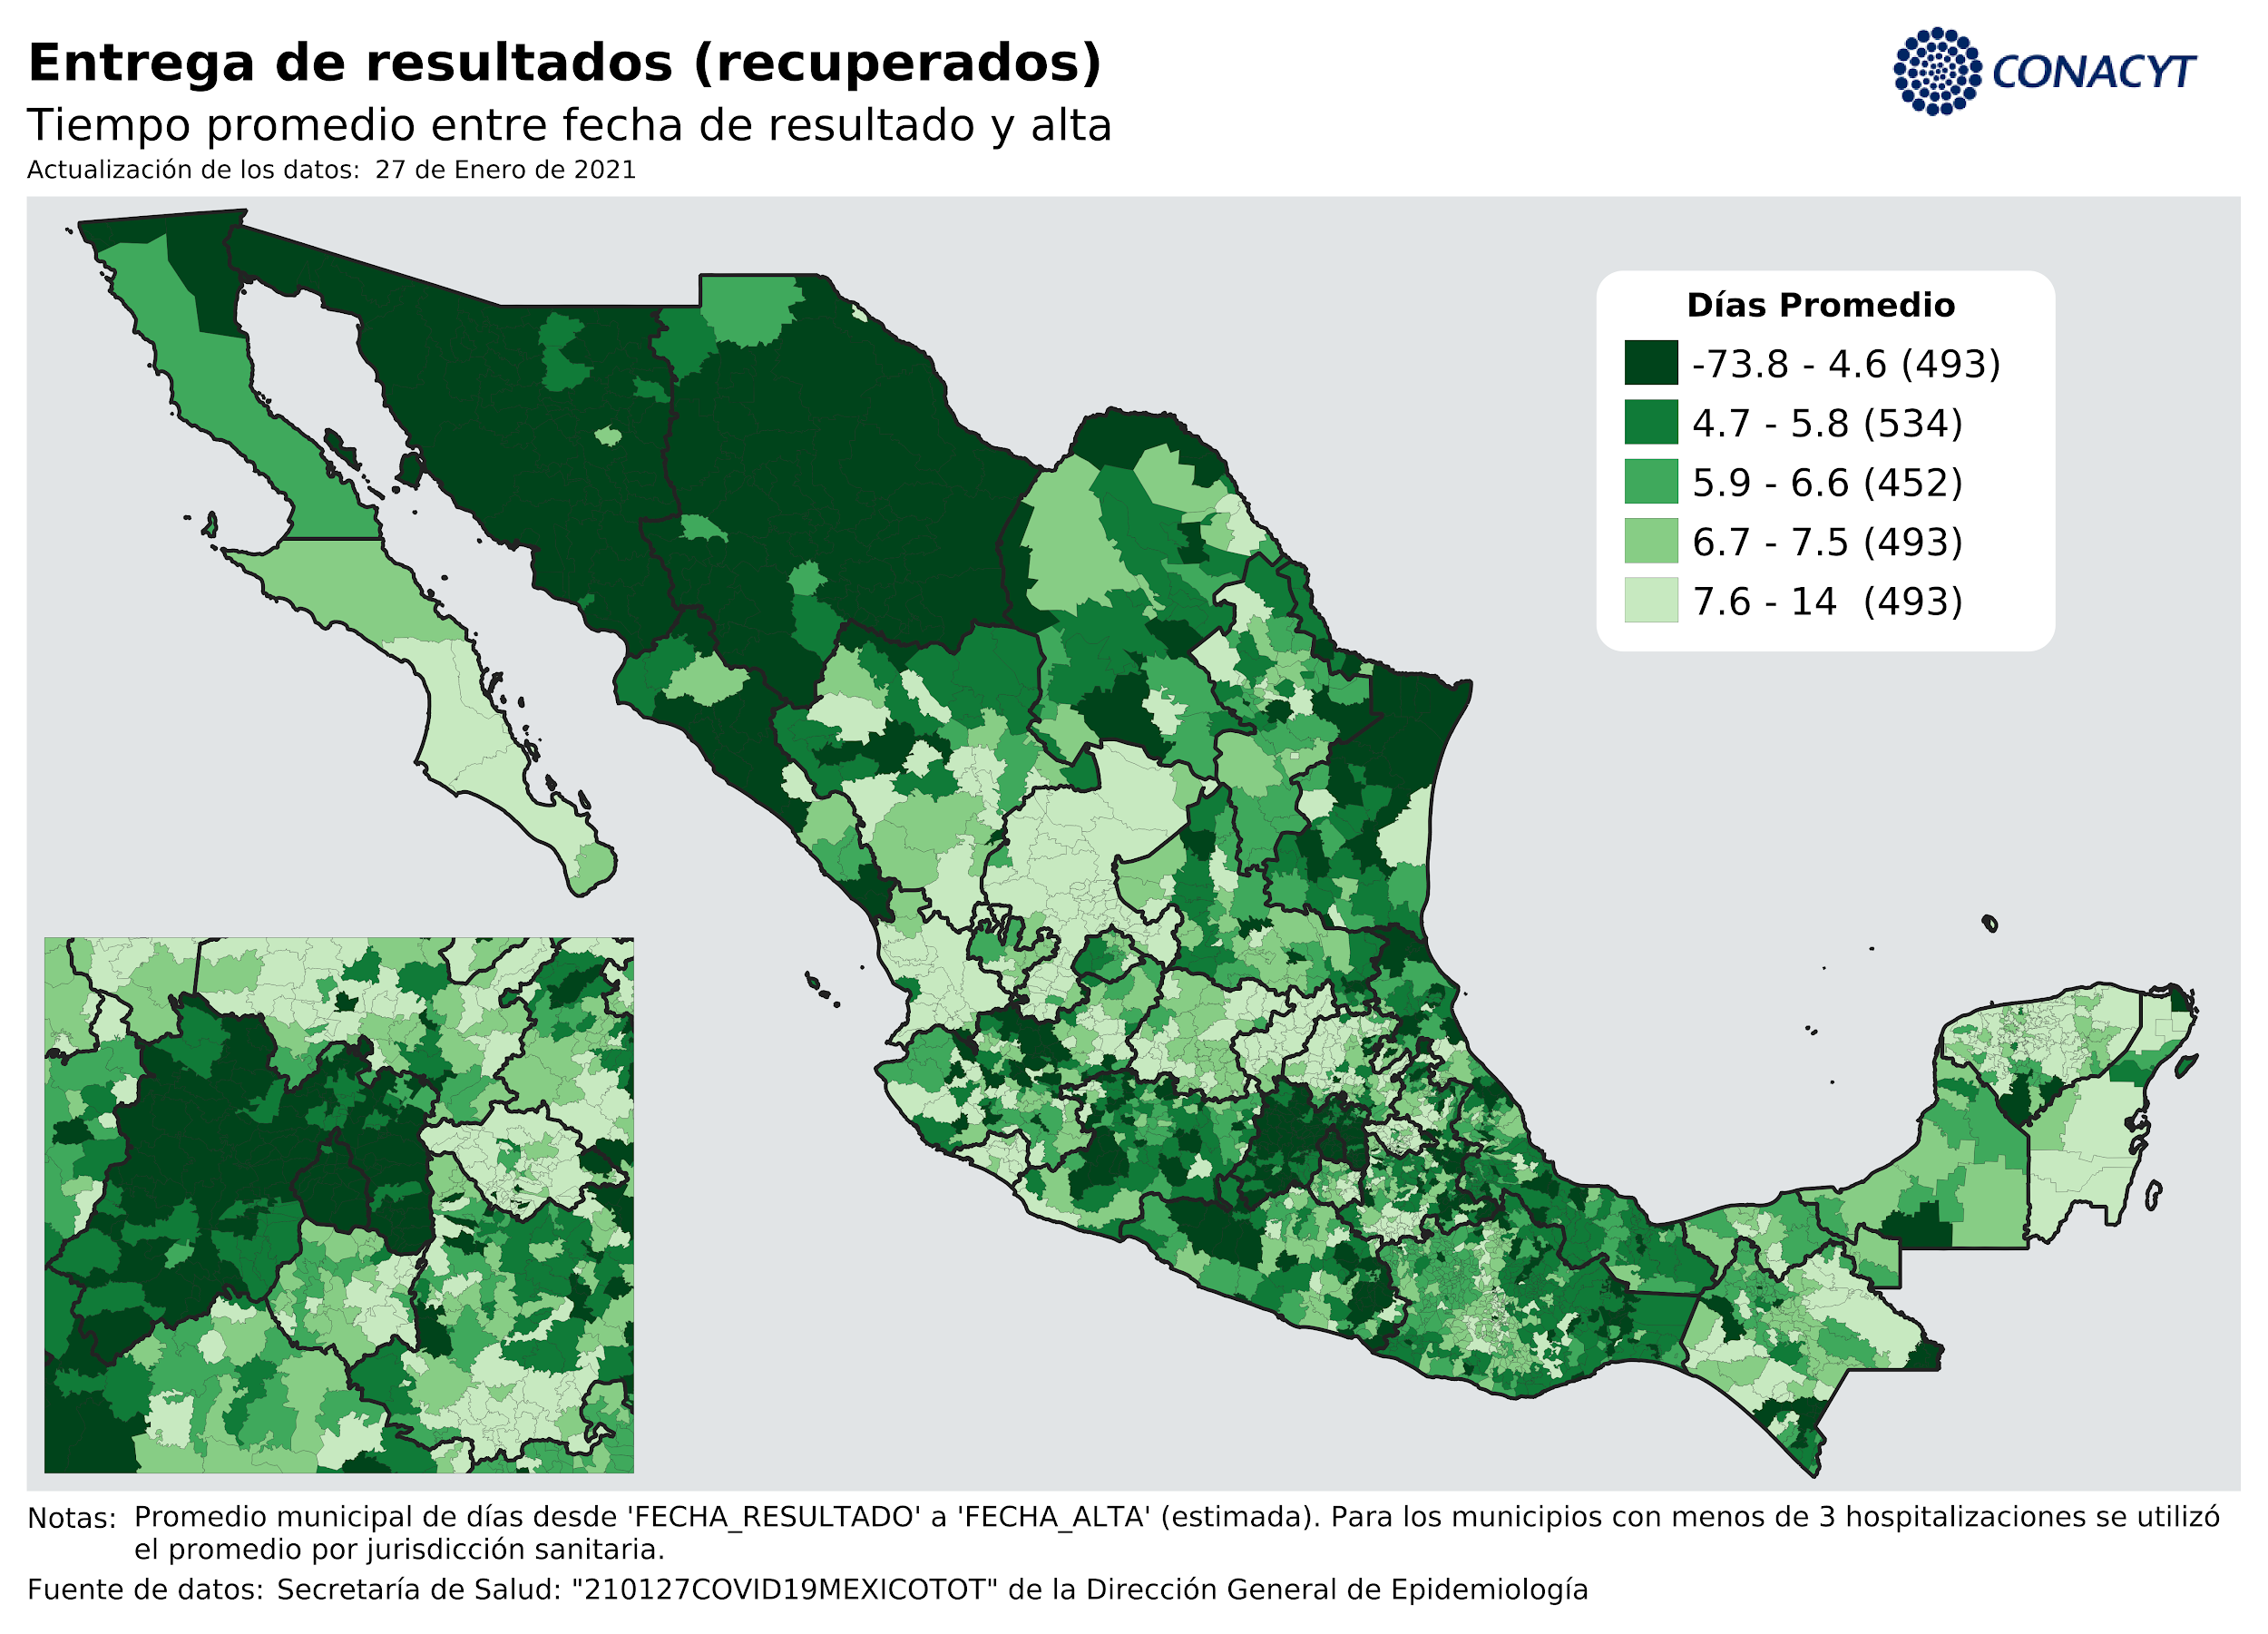 Entrega de resultados (recuperados)
Tiempo promedio entre fecha de resultado y alta
Actualización de los datos: 27 de Enero de 2021
CONACYT
Días Promedio
-73.8 - 4.6 (493)
4.7 - 5.8 (534)
5.9 - 6.6 (452)
6.7 - 7.5 (493)
7.6 - 14 (493)
Notas: Promedio municipal de días desde 'FECHA_RESULTADO' a 'FECHA_ALTA' (estimada). Para los municipios con menos de 3 hospitalizaciones se utilizó
el promedio por jurisdicción sanitaria.
Fuente de datos: Secretaría de Salud: "210127COVID19MEXICOTOT" de la Dirección General de Epidemiología